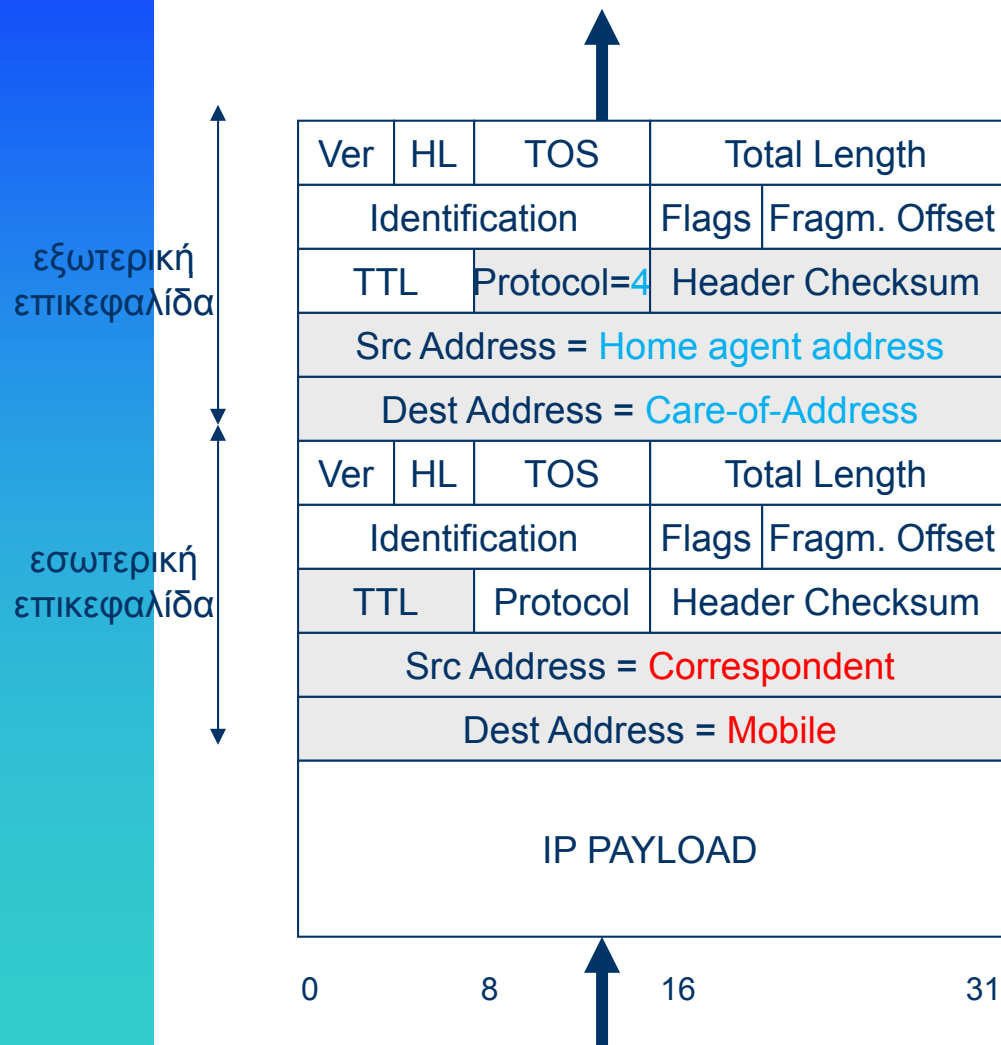 Ver HL TOS Total Length
Identification Flags Fragm. Offset
εξωτερική
επικεφαλίδα
TTL Protocol=4 Header Checksum
Src Address = Home agent address
Dest Address = Care-of-Address
Ver HL TOS Total Length
Identification Flags Fragm. Offset
εσωτερική
επικεφαλίδα
TTL Protocol Header Checksum
Src Address = Correspondent
Dest Address = Mobile
IP PAYLOAD
0 8 16 31